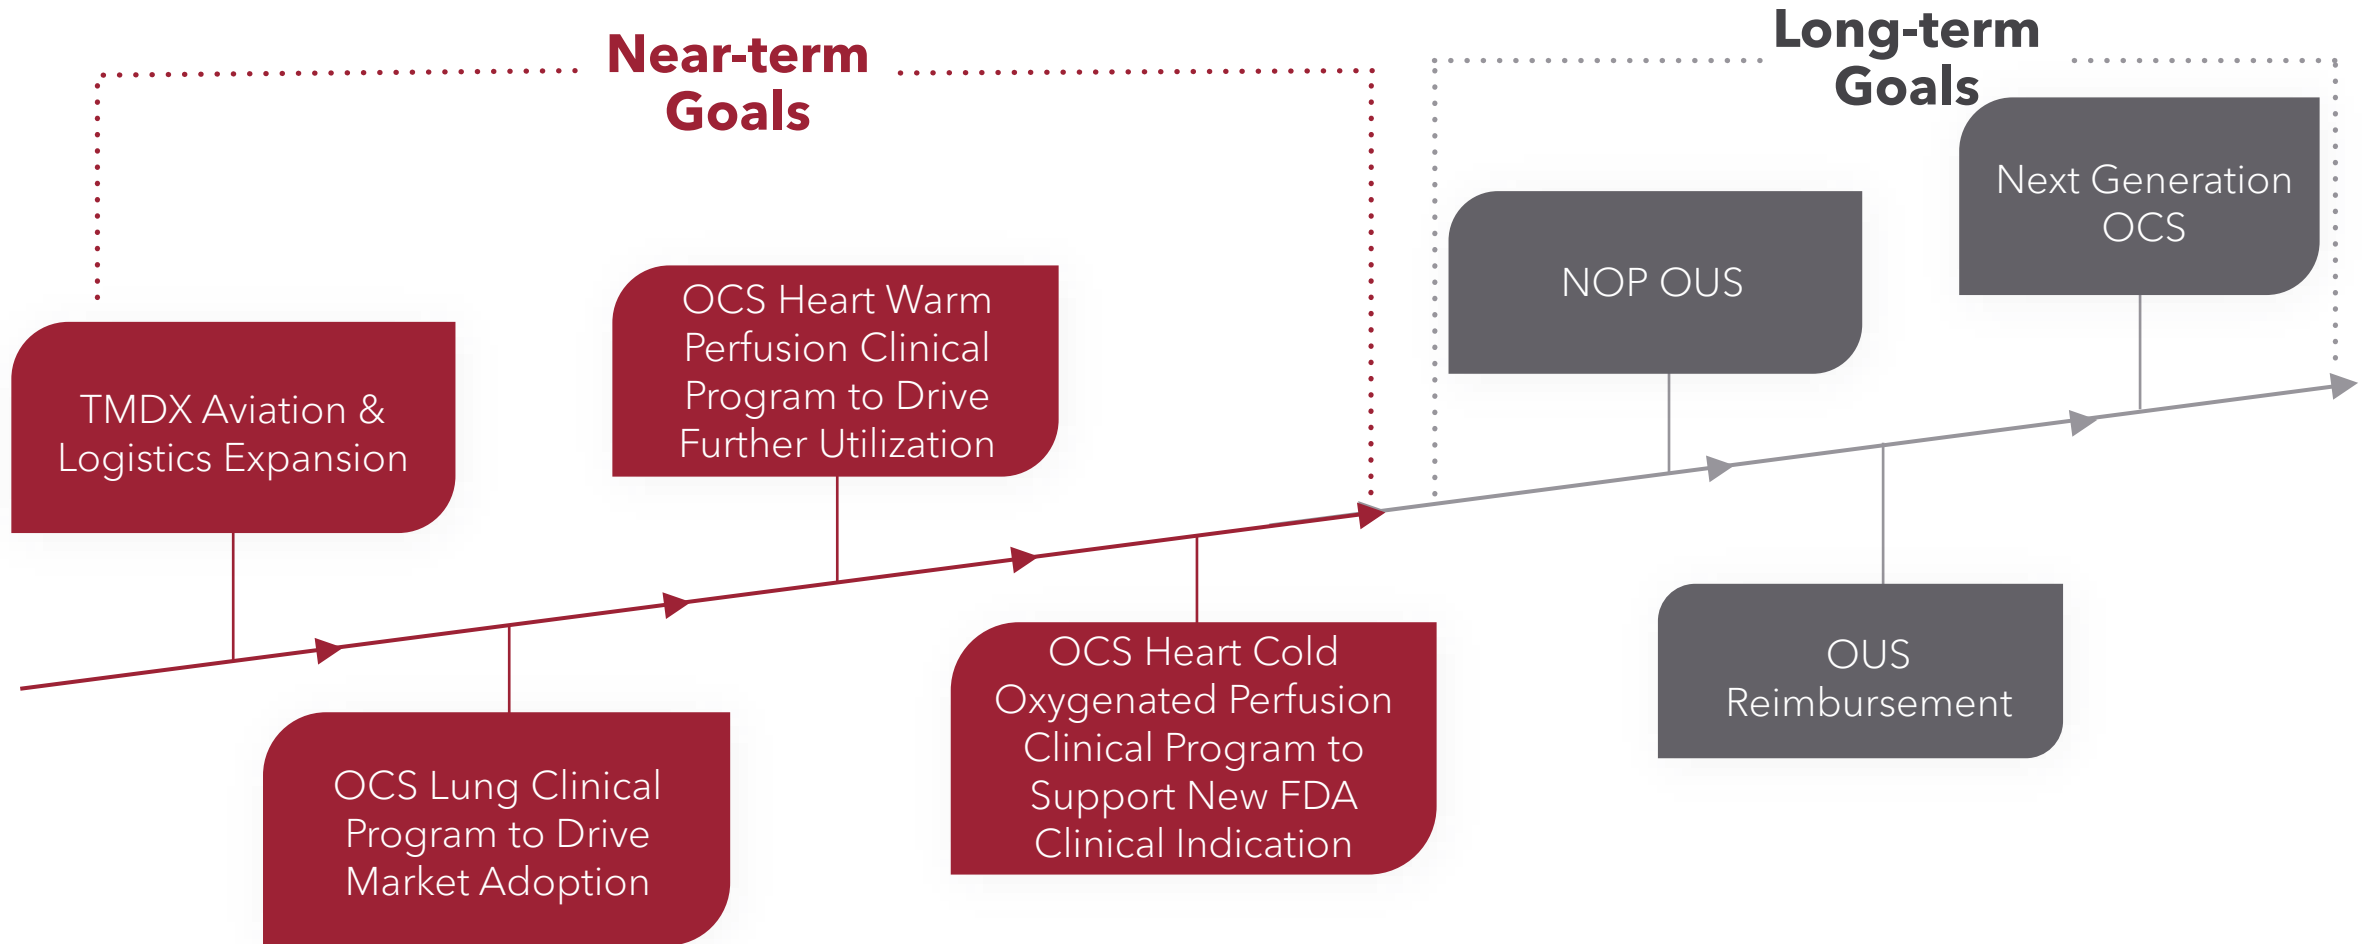 Near-term
Goals
TMDX Aviation &
Logistics Expansion
OCS Lung Clinical
Program to Drive
Market Adoption
OCS Heart Warm
Perfusion Clinical
Program to Drive
Further Utilization
OCS Heart Cold
Oxygenated Perfusion
Clinical Program to
Support New FDA
Clinical Indication
Long-term
Goals
NOP OUS
OUS
Reimbursement
Next Generation
OCS